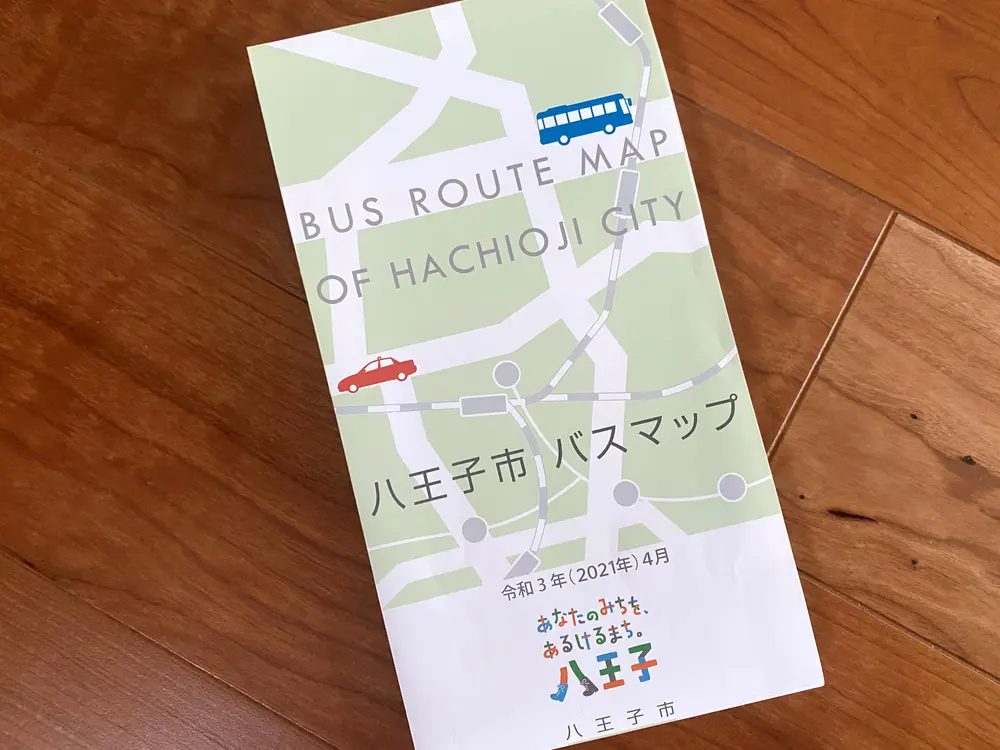 BUS ROUTE MAP
OF HACHIOJI CITY
八王子市 バスマップ
令和3年(2021年)4月
あなたのみちを、
あるけるまち。
八王子
八王子市